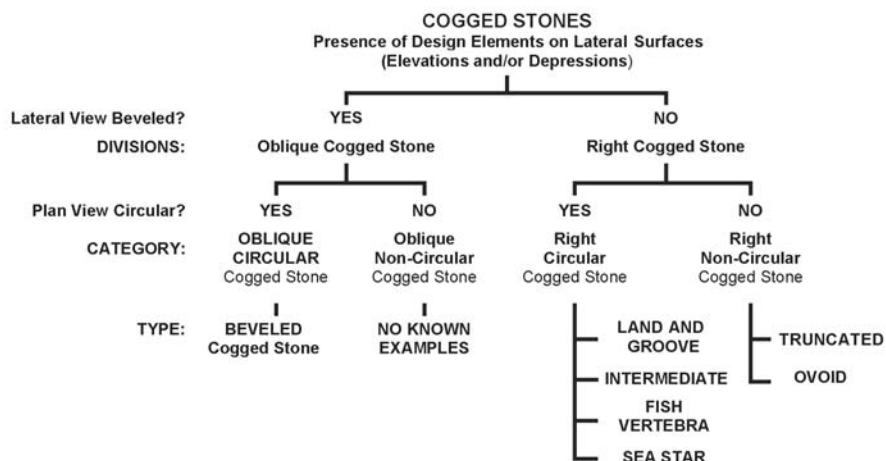 COGGED STONES
Presence of Design Elements on Lateral Surfaces
(Elevations and/or Depressions)
Lateral View Beveled?
YES
NO
DIVISIONS:
Oblique Cogged Stone
Right Cogged Stone
Plan View Circular?
YES
NO
YES
NO
CATEGORY:
OBLIQUE
CIRCULAR
Cogged Stone
Oblique
Non-Circular
Cogged Stone
Right
Circular
Cogged Stone
Right
Non-Circular
Cogged Stone
TYPE:
BEVELED
Cogged Stone
NO KNOWN
EXAMPLES
LAND AND
GROOVE
INTERMEDIATE
FISH
VERTEBRA
SEA STAR
TRUNCATED
OVOID